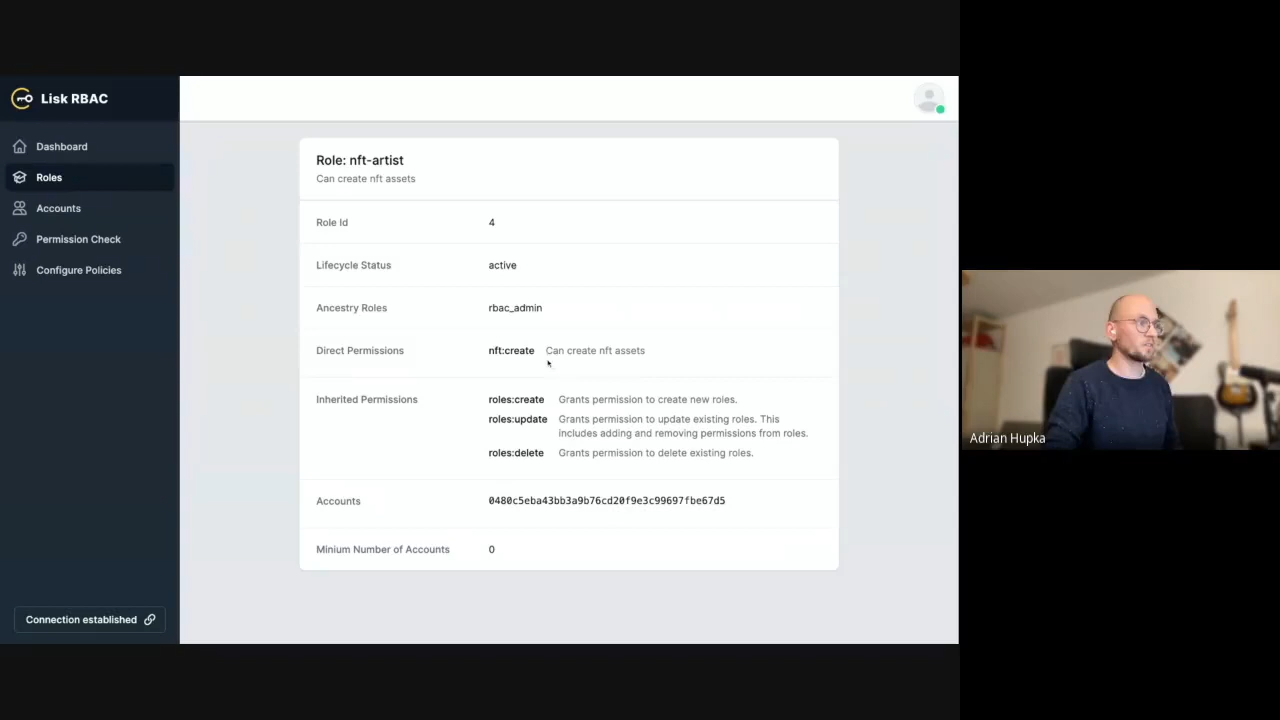 Lisk RBAC
Dashboard
Roles
Accounts
Permission Check
Configure Policies
Connection established
Role: nft-artist
Can create nft assets
Role Id 4
Lifecycle Status active
Ancestry Roles rbac_admin
Direct Permissions nft:create Can create nft assets
Inherited Permissions roles:create Grants permission to create new roles.
roles:update Grants permission to update existing roles. This
includes adding and removing permissions from roles.
roles:delete Grants permission to delete existing roles.
Accounts 0480c5eba43bb3a9b76cd20f9e3c99697fbe67d5
Minium Number of Accounts 0
Adrian Hupka